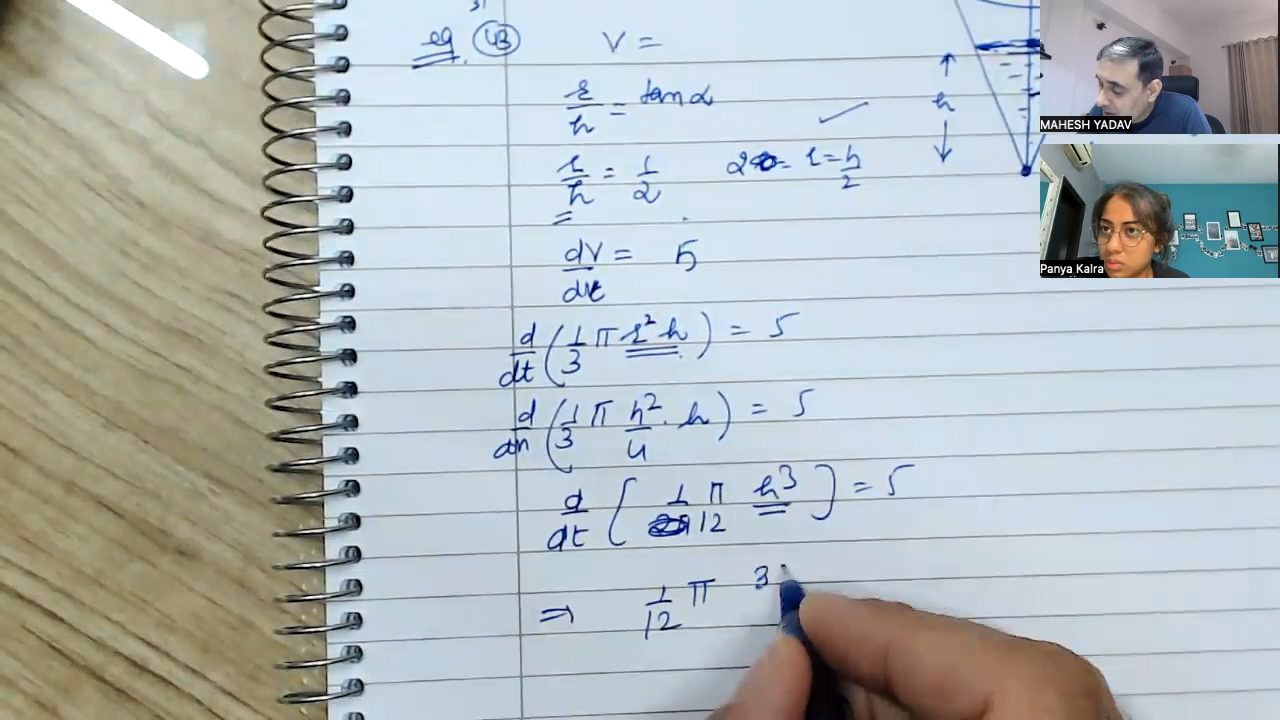 eg. 43 V =
r/h = tan α
r/h = 1/2 2 = r = h/2
h
dV/dt = 5
d/dt ( 1/3 π r² h ) = 5
d/dh ( 1/3 π h²/4 . h ) = 5
d/dt ( 1/12 π h³ ) = 5
⇒ 1/12 π 3
MAHESH YADAV
Panya Kalra